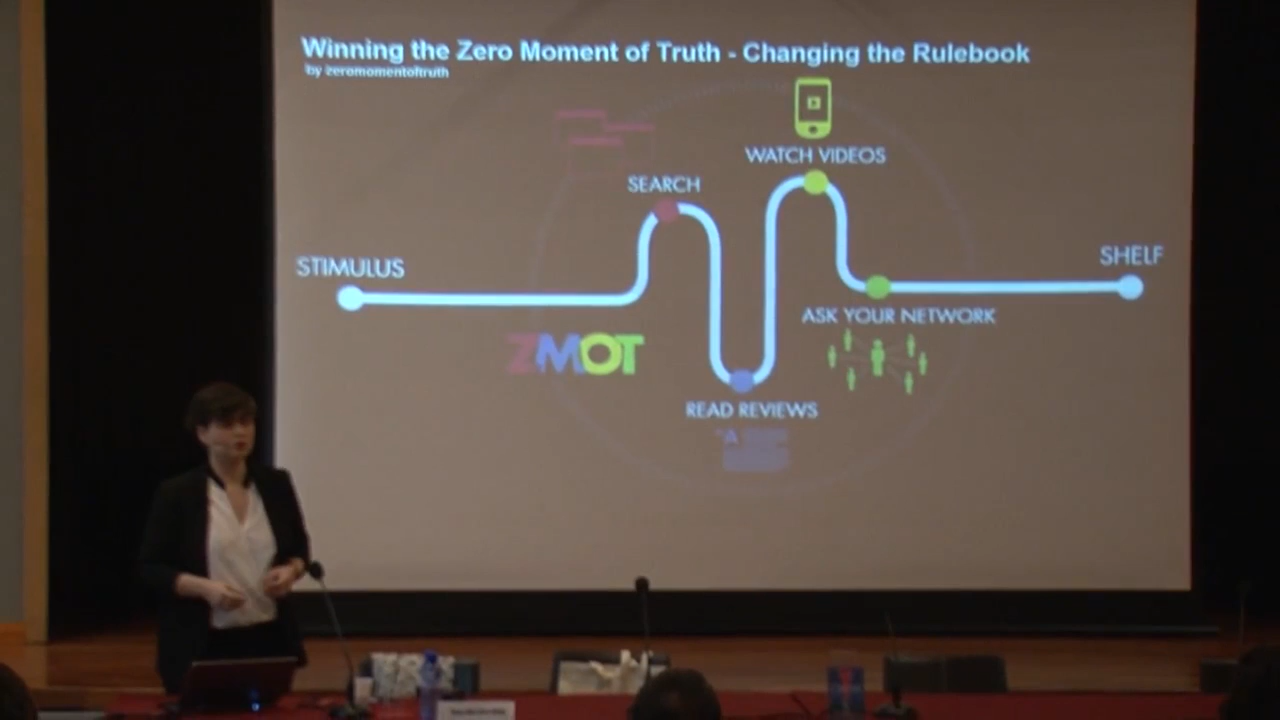 Winning the Zero Moment of Truth - Changing the Rulebook
by zeromomentoftruth
WATCH VIDEOS
SEARCH
STIMULUS
SHELF
ASK YOUR NETWORK
ZMOT
READ REVIEWS
"A